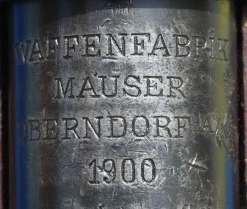 WAFFENFABRIK
MAUSER
OBERNDORF A/N
1900